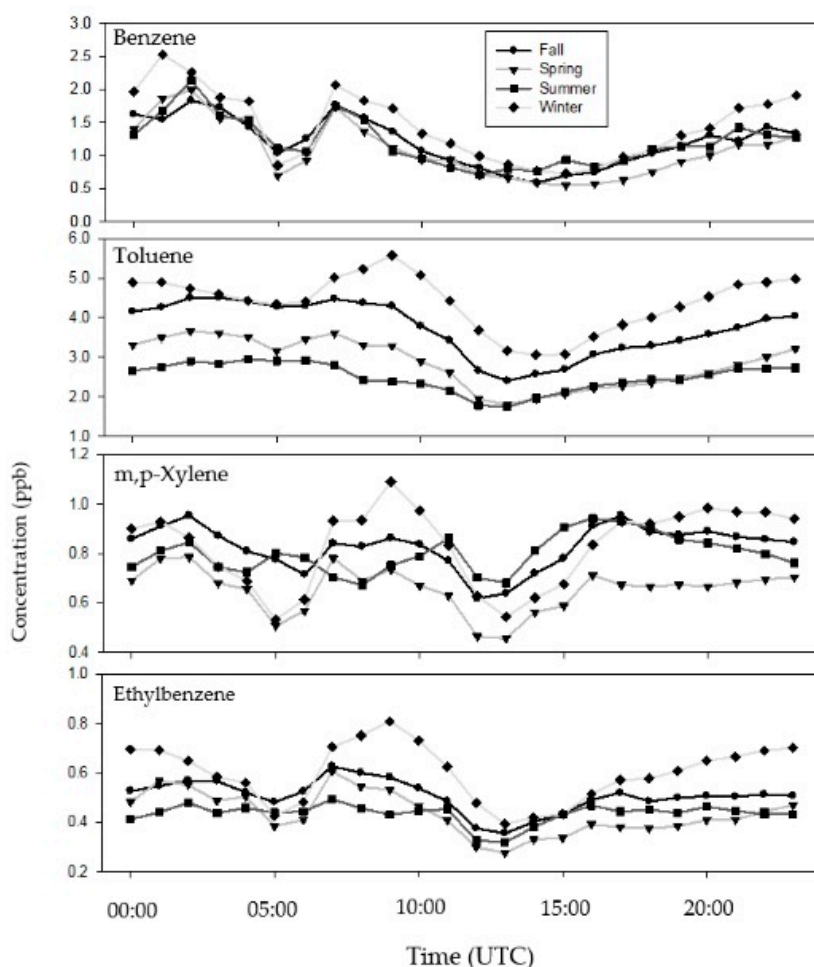 Benzene
Fall
Spring
Summer
Winter
3.0
2.5
2.0
1.5
1.0
0.5
0.0
Toluene
6.0
5.0
4.0
3.0
2.0
1.0
m,p-Xylene
1.2
1.0
0.8
0.6
0.4
Ethylbenzene
1.0
0.8
0.6
0.4
0.2
Concentration (ppb)
00:00 05:00 10:00 15:00 20:00
Time (UTC)